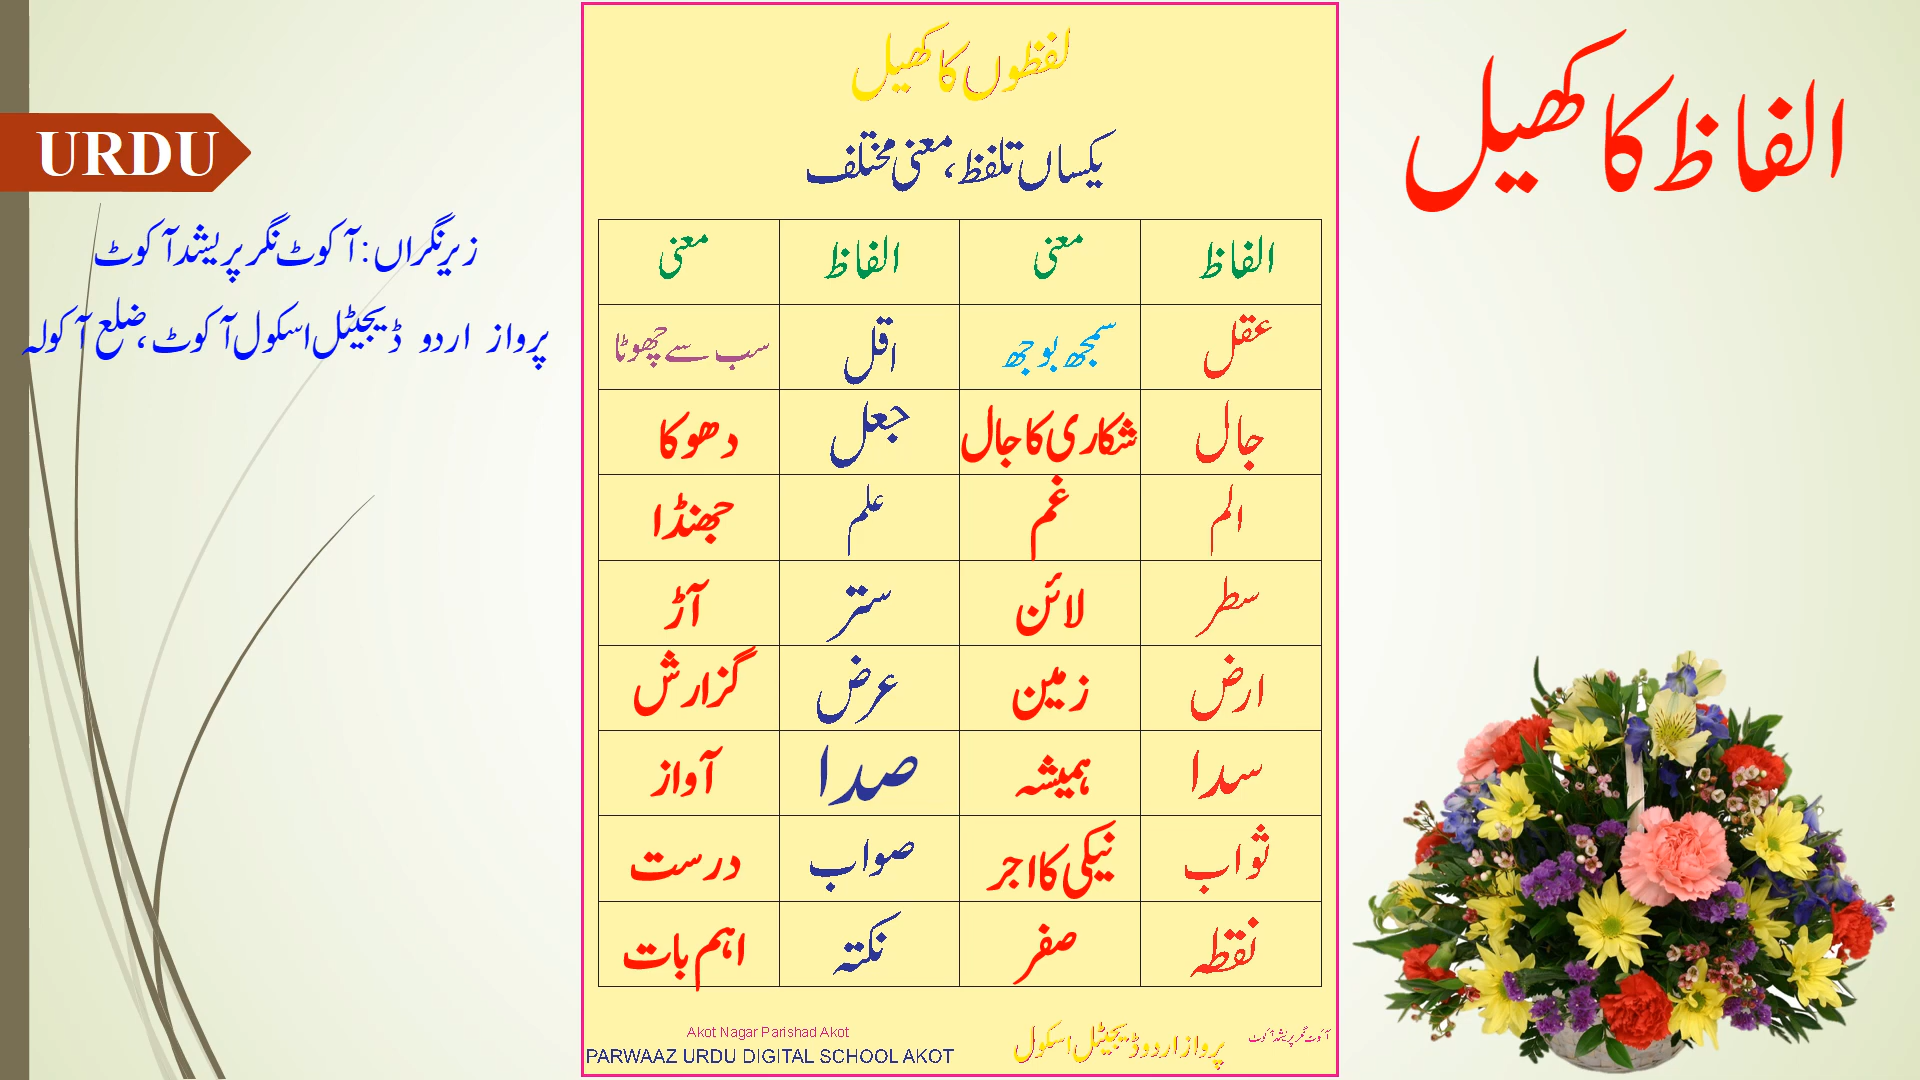 الفاظ کا کھیل
لفظوں کا کھیل
یکساں تلفظ، معنی مختلف
الفاظ معنی الفاظ معنی
عقل سمجھ بوجھ اقل سب سے چھوٹا
جال شکاری کا جال جعل دھوکا
الم غم علم جھنڈا
سطر لائن ستر آڑ
ارض زمین عرض گزارش
سدا ہمیشہ صدا آواز
ثواب نیکی کا اجر صواب درست
نقطہ صفر نکتہ اہم بات
آکوٹ نگر پریشد آکوٹ
پرواز اردو ڈیجیٹل اسکول
Akot Nagar Parishad Akot
PARWAAZ URDU DIGITAL SCHOOL AKOT
URDU
زیر نگراں : آکوٹ نگر پریشد آکوٹ
پرواز اردو ڈیجیٹل اسکول آکوٹ، ضلع آکولہ